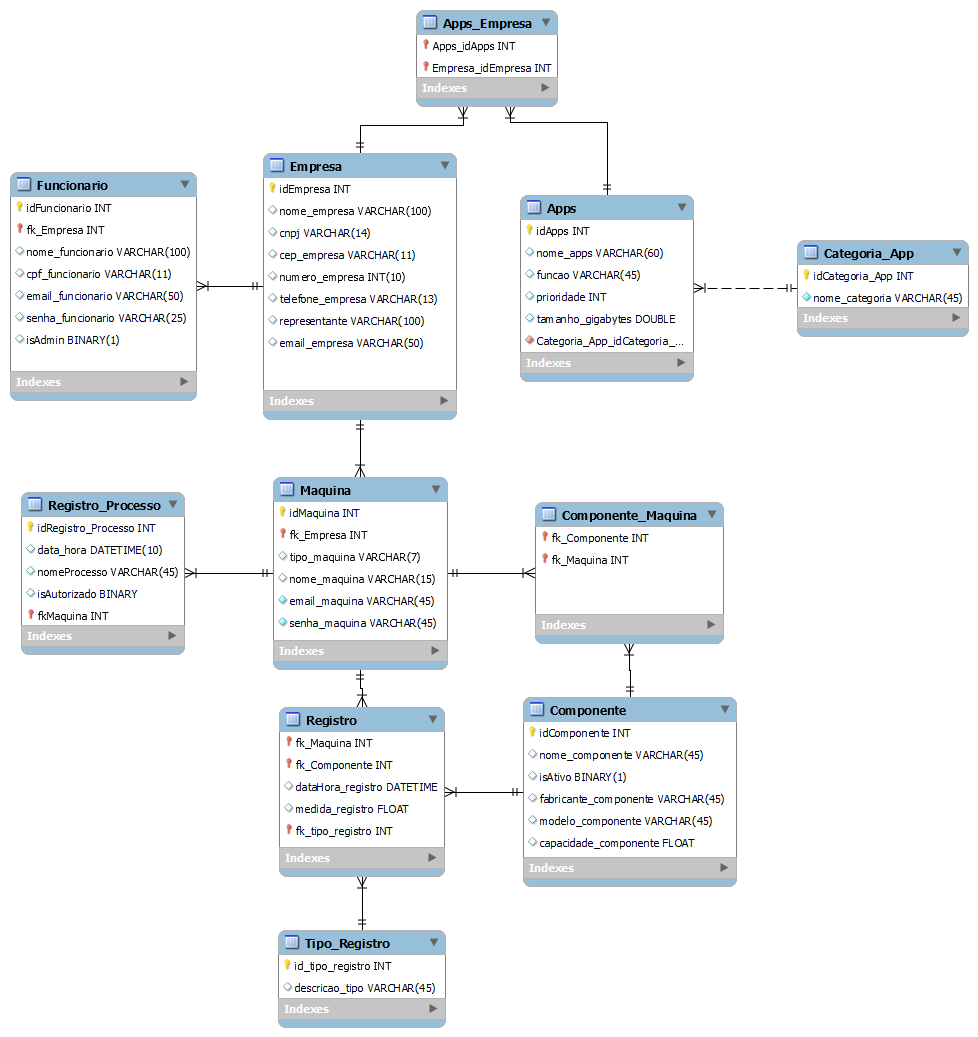 Apps_Empresa
Apps_idApps INT
Empresa_idEmpresa INT
Indexes
Funcionario
idFuncionario INT
fk_Empresa INT
nome_funcionario VARCHAR(100)
cpf_funcionario VARCHAR(11)
email_funcionario VARCHAR(50)
senha_funcionario VARCHAR(25)
isAdmin BINARY(1)
Indexes
Empresa
idEmpresa INT
nome_empresa VARCHAR(100)
cnpj VARCHAR(14)
cep_empresa VARCHAR(11)
numero_empresa INT(10)
telefone_empresa VARCHAR(13)
representante VARCHAR(100)
email_empresa VARCHAR(50)
Indexes
Apps
idApps INT
nome_apps VARCHAR(60)
funcao VARCHAR(45)
prioridade INT
tamanho_gigabytes DOUBLE
Categoria_App_idCategoria_...
Indexes
Categoria_App
idCategoria_App INT
nome_categoria VARCHAR(45)
Indexes
Registro_Processo
idRegistro_Processo INT
data_hora DATETIME(10)
nomeProcesso VARCHAR(45)
isAutorizado BINARY
fkMaquina INT
Indexes
Maquina
idMaquina INT
fk_Empresa INT
tipo_maquina VARCHAR(7)
nome_maquina VARCHAR(15)
email_maquina VARCHAR(45)
senha_maquina VARCHAR(45)
Indexes
Componente_Maquina
fk_Componente INT
fk_Maquina INT
Indexes
Registro
fk_Maquina INT
fk_Componente INT
dataHora_registro DATETIME
medida_registro FLOAT
fk_tipo_registro INT
Indexes
Componente
idComponente INT
nome_componente VARCHAR(45)
isAtivo BINARY(1)
fabricante_componente VARCHAR(45)
modelo_componente VARCHAR(45)
capacidade_componente FLOAT
Indexes
Tipo_Registro
id_tipo_registro INT
descricao_tipo VARCHAR(45)
Indexes